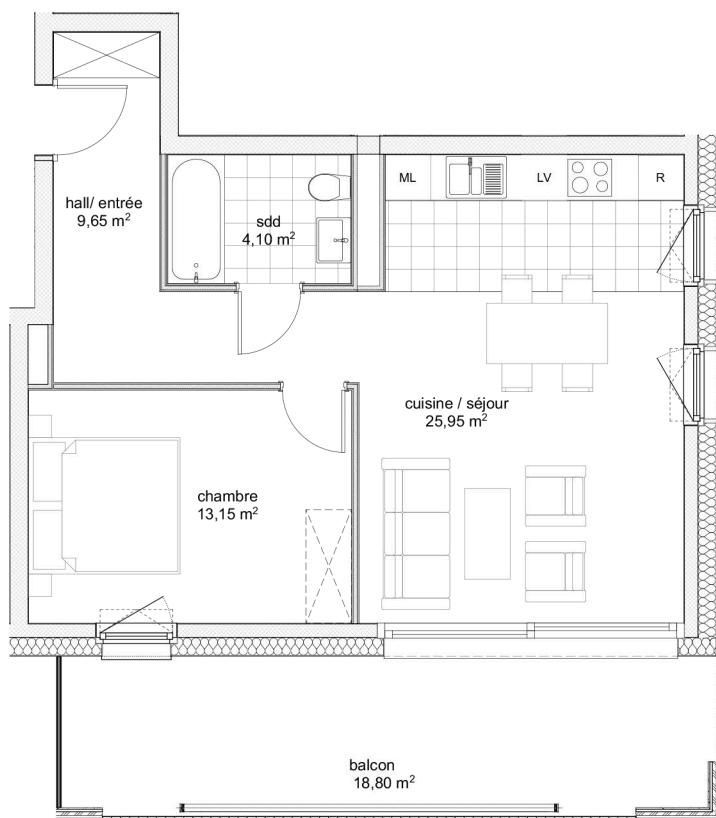 hall/ entrée
9,65 m²
sdd
4,10 m²
ML
LV
R
cuisine / séjour
25,95 m²
chambre
13,15 m²
balcon
18,80 m²